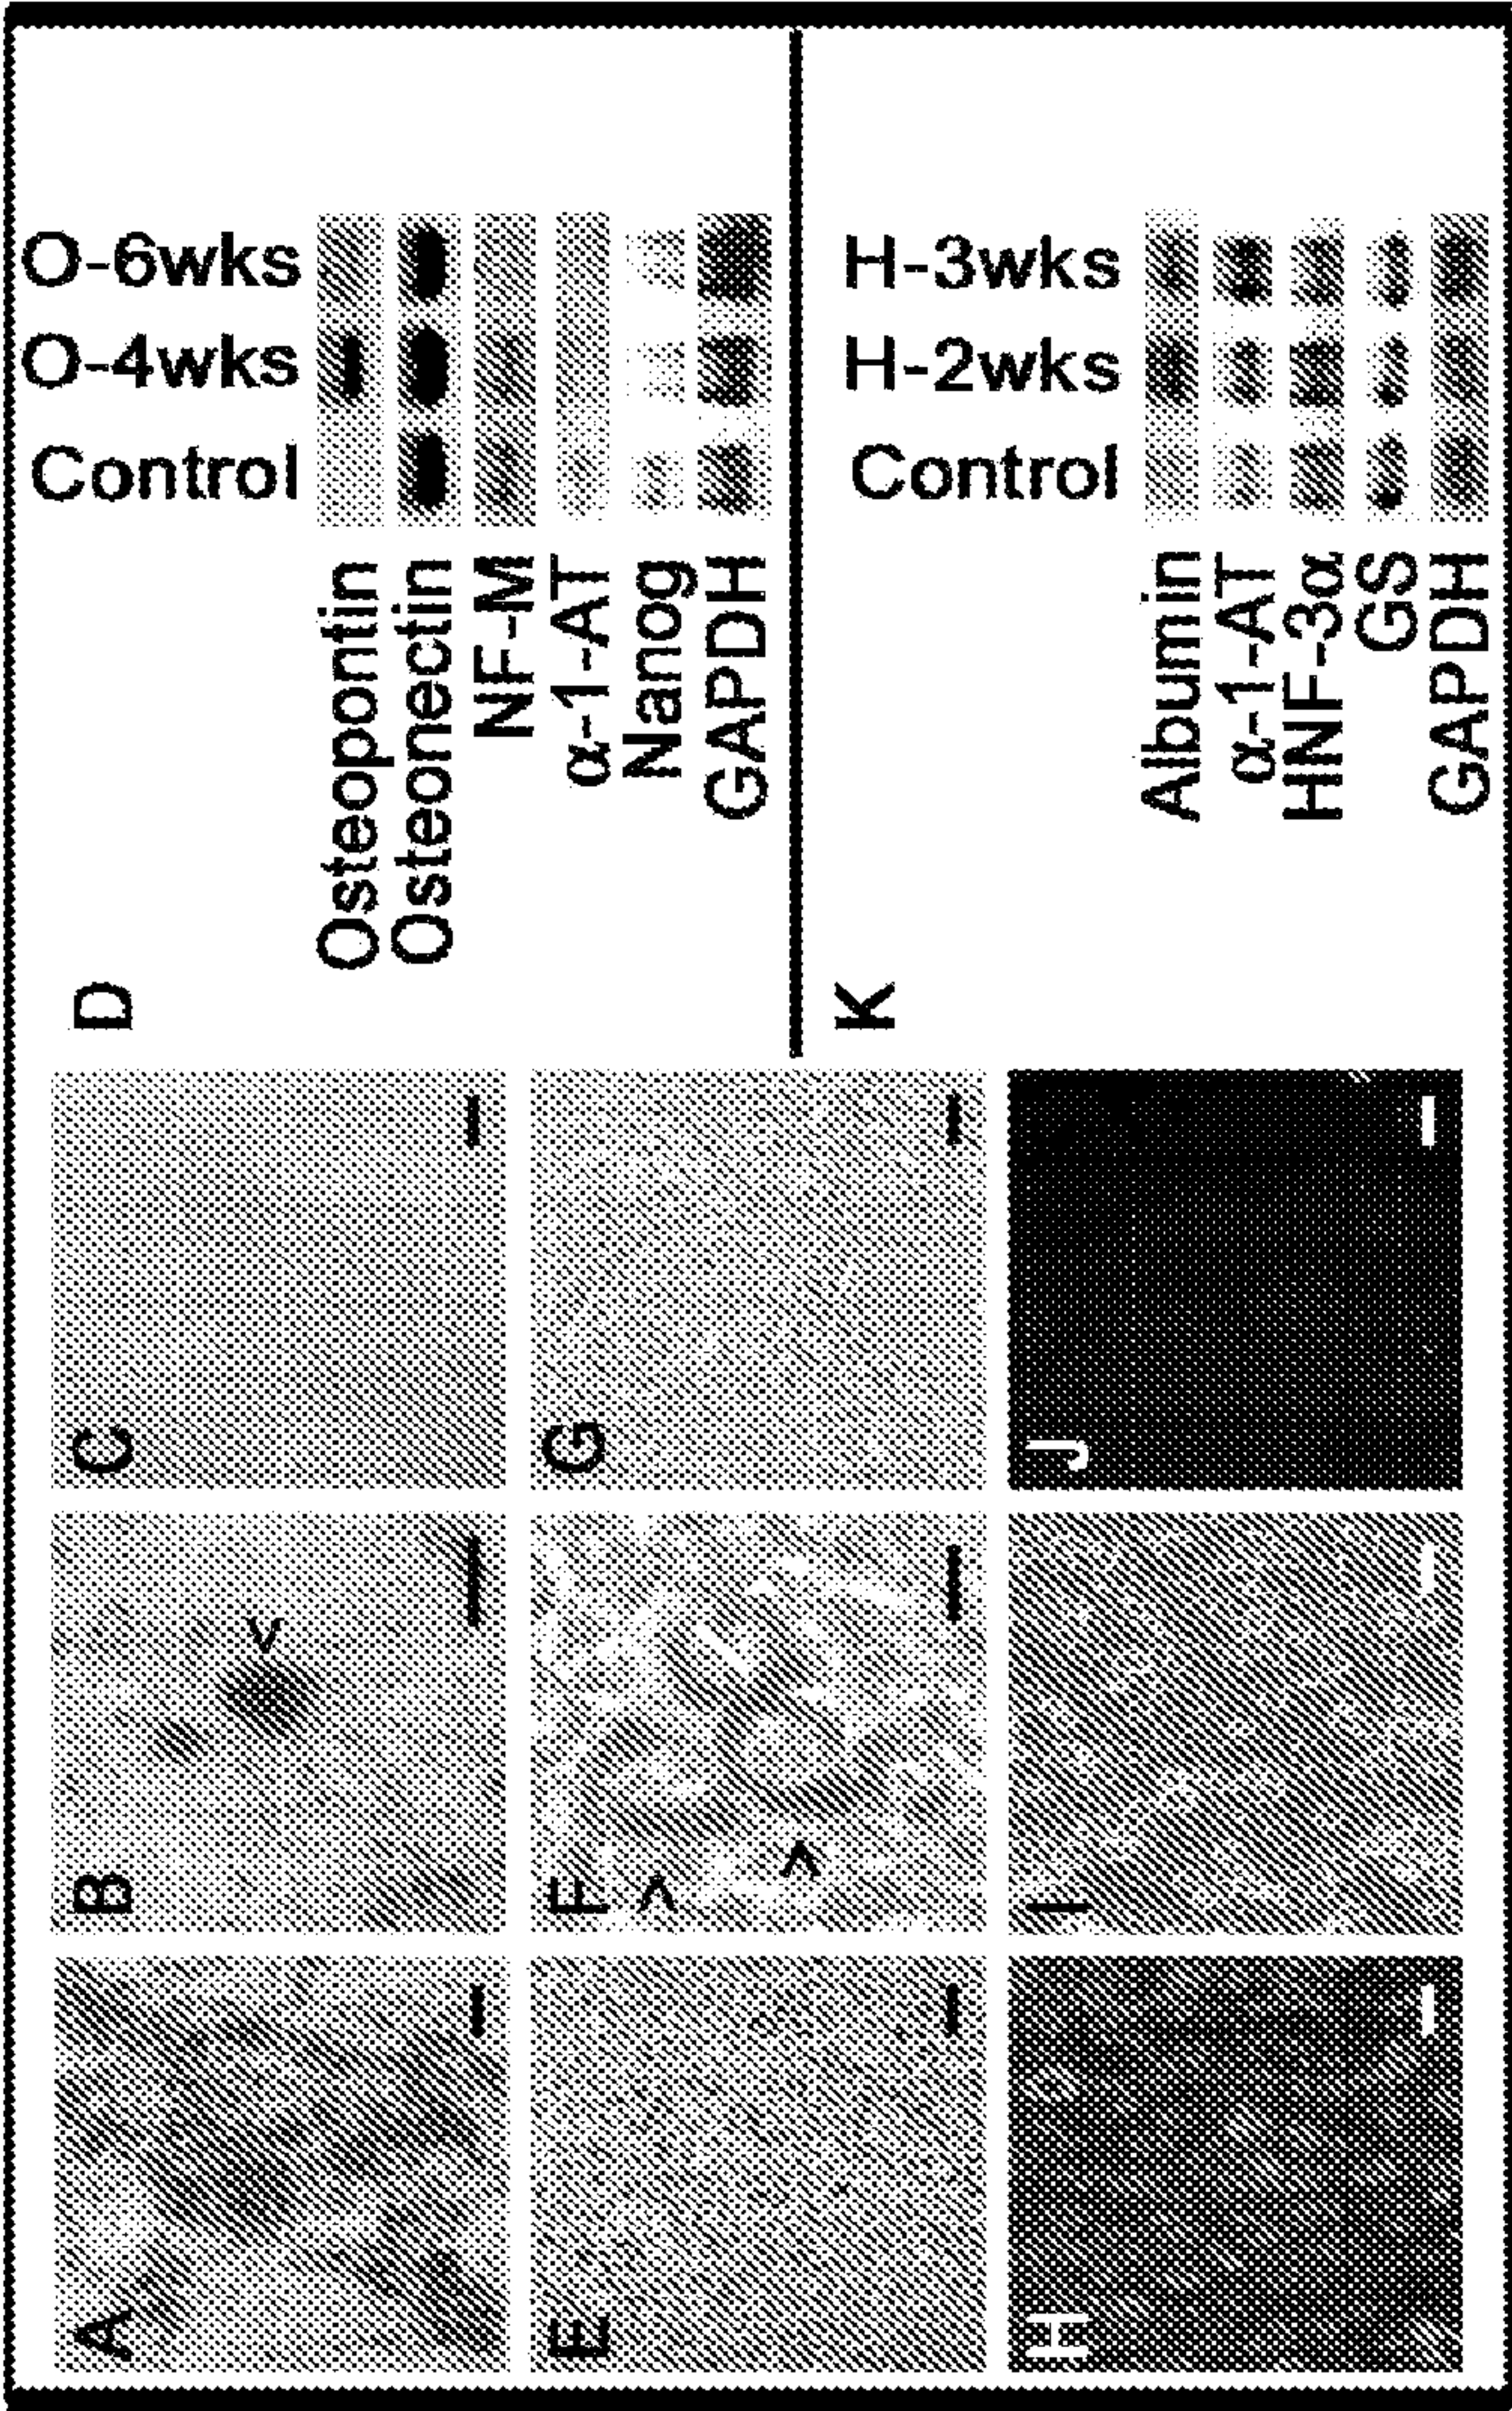 A
B
C
D
Control
O-4wks
O-6wks
Osteopontin
Osteonectin
NF-M
α-1-AT
Nanog
GAPDH
E
F
G
H
I
J
K
Control
H-2wks
H-3wks
Albumin
α-1-AT
HNF-3α
GS
GAPDH